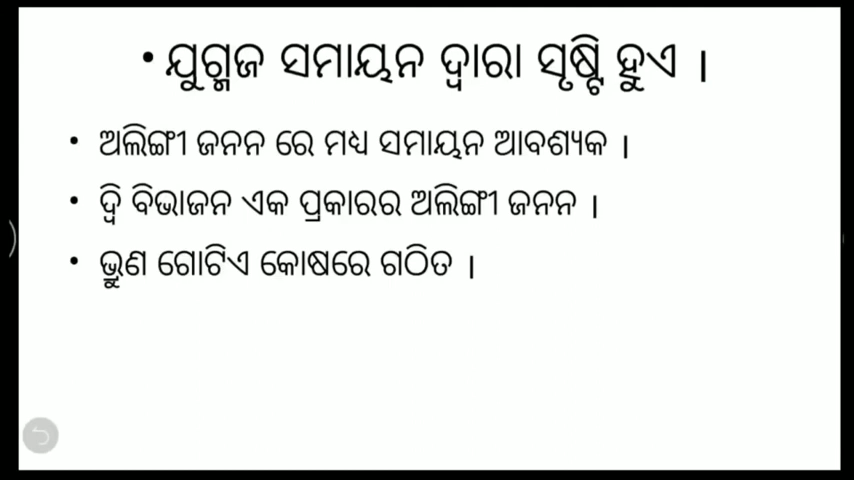 • ଯୁଗ୍ମଜ ସମାୟନ ଦ୍ୱାରା ସୃଷ୍ଟି ହୁଏ ।
• ଅଲିଙ୍ଗୀ ଜନନ ରେ ମଧ୍ଯ ସମାୟନ ଆବଶ୍ୟକ ।
• ଦ୍ୱି ବିଭାଜନ ଏକ ପ୍ରକାରର ଅଲିଙ୍ଗୀ ଜନନ ।
• ଭ୍ରୁଣ ଗୋଟିଏ କୋଷରେ ଗଠିତ ।